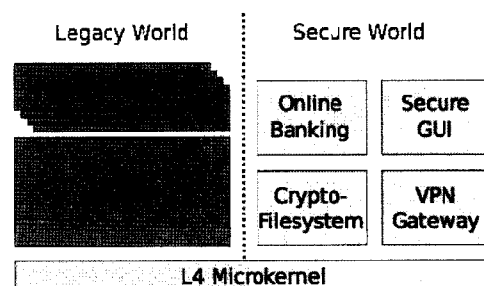 Legacy World
Secure World
Online
Banking
Secure
GUI
Crypto-
Filesystem
VPN
Gateway
L4 Microkernel